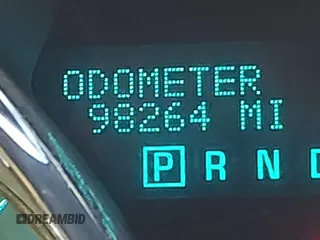 ODOMETER
98264 MI
P R N D
DREAMBID